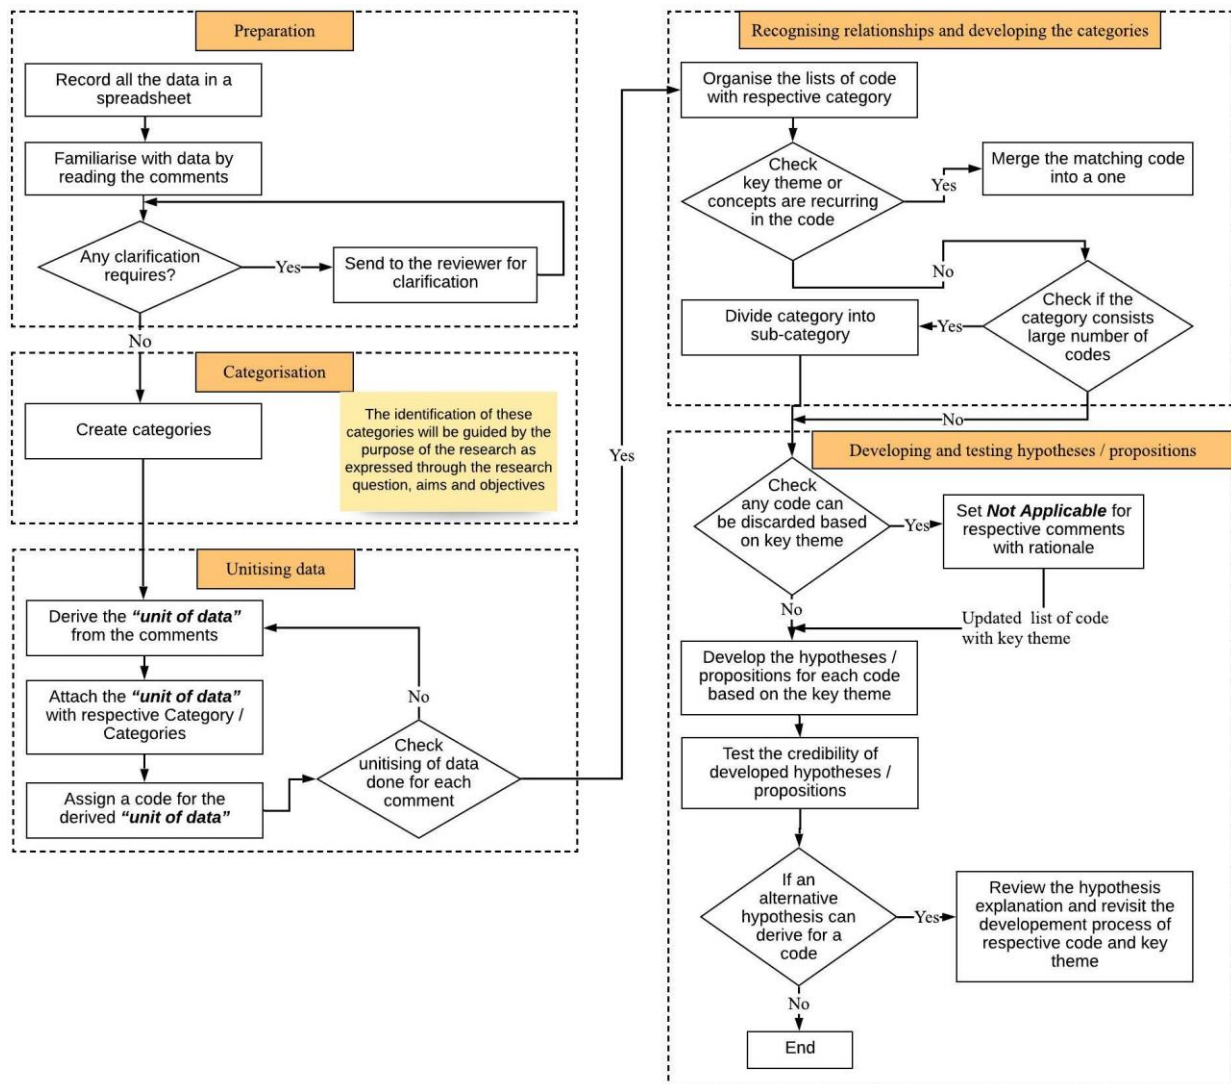 Preparation
Record all the data in a
spreadsheet
Familiarise with data by
reading the comments
Any clarification
requires?
Yes
Send to the reviewer for
clarification
No
Categorisation
Create categories
The identification of these
categories will be guided by the
purpose of the research as
expressed through the research
question, aims and objectives
Unitising data
Derive the “unit of data”
from the comments
Attach the “unit of data”
with respective Category /
Categories
Assign a code for the
derived “unit of data”
No
Check
unitising of data
done for each
comment
Yes
Recognising relationships and developing the categories
Organise the lists of code
with respective category
Check
key theme or
concepts are recurring
in the code
Yes
Merge the matching code
into a one
No
Check if the
category consists
large number of
codes
Yes
Divide category into
sub-category
No
Developing and testing hypotheses / propositions
Check
any code can
be discarded based
on key theme
Yes
Set Not Applicable for
respective comments
with rationale
No
Updated list of code
with key theme
Develop the hypotheses /
propositions for each code
based on the key theme
Test the credibility of
developed hypotheses /
propositions
If an
alternative
hypothesis can
derive for a
code
Yes
Review the hypothesis
explanation and revisit the
developement process of
respective code and key
theme
No
End